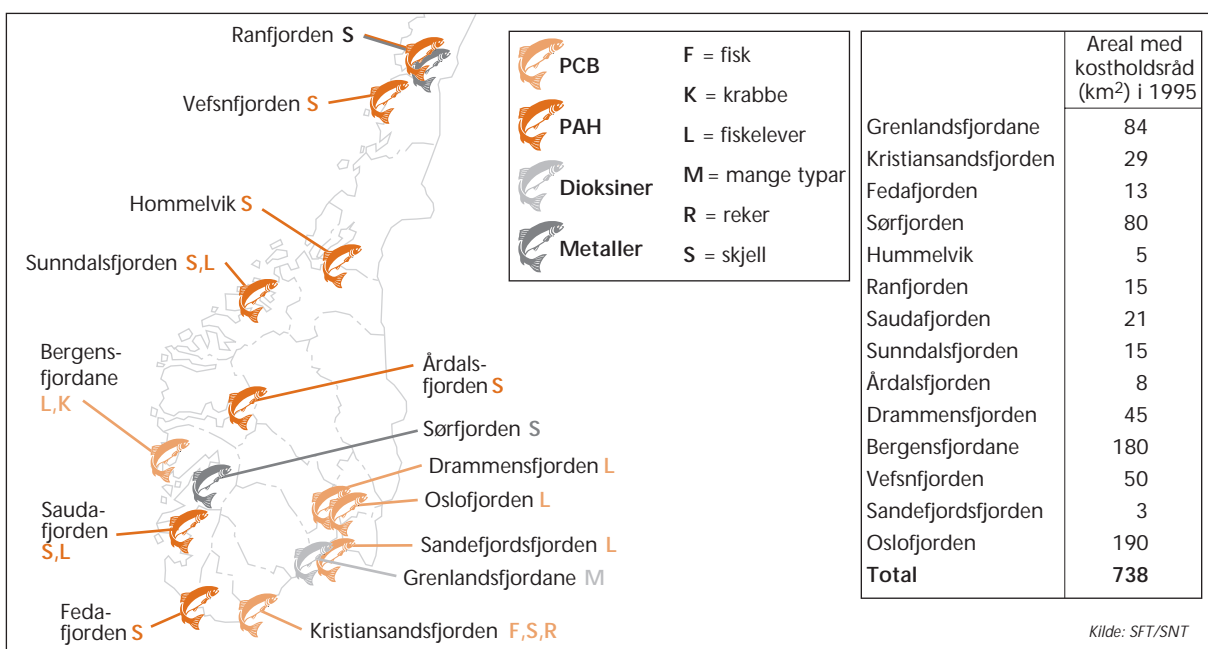 Ranfjorden S
Vefsnfjorden S
Hommelvik S
Sunndalsfjorden S,L
Bergens-
fjordane
L,K
Årdals-
fjorden S
Sørfjorden S
Drammensfjorden L
Oslofjorden L
Sauda-
fjorden
S,L
Sandefjordsfjorden L
Grenlandsfjordane M
Feda-
fjorden S
Kristiansandsfjorden F,S,R
PCB
PAH
Dioksiner
Metaller
F = fisk
K = krabbe
L = fiskelever
M = mange typar
R = reker
S = skjell
Areal med
kostholdsråd
(km²) i 1995
Grenlandsfjordane 84
Kristiansandsfjorden 29
Fedafjorden 13
Sørfjorden 80
Hummelvik 5
Ranfjorden 15
Saudafjorden 21
Sunndalsfjorden 15
Årdalsfjorden 8
Drammensfjorden 45
Bergensfjordane 180
Vefsnfjorden 50
Sandefjordsfjorden 3
Oslofjorden 190
Total 738
Kilde: SFT/SNT